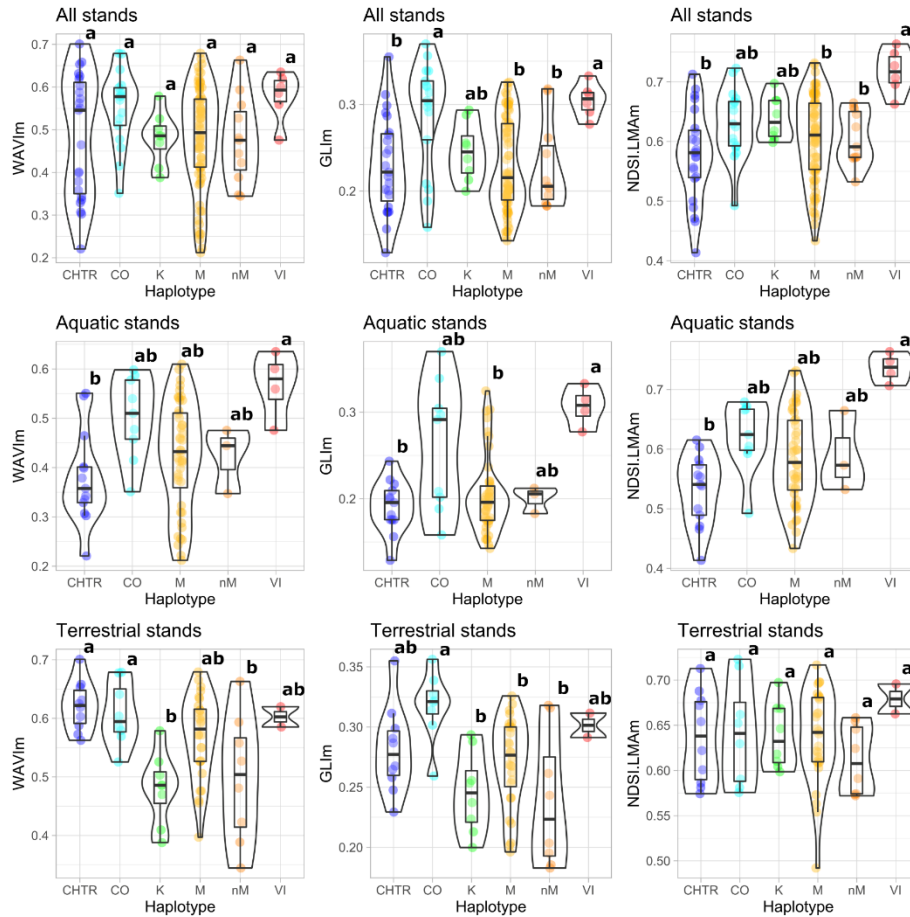 All stands
WAVIm
0.7
0.6
0.5
0.4
0.3
0.2
a a a a a a
CHTR CO K M nM VI
Haplotype
All stands
GLIm
0.3
0.2
b a ab b b a
CHTR CO K M nM VI
Haplotype
All stands
NDSI.LMAm
0.7
0.6
0.5
0.4
b ab ab b b a
CHTR CO K M nM VI
Haplotype
Aquatic stands
WAVIm
0.6
0.5
0.4
0.3
0.2
b ab ab ab a
CHTR CO M nM VI
Haplotype
Aquatic stands
GLIm
0.3
0.2
b ab b ab a
CHTR CO M nM VI
Haplotype
Aquatic stands
NDSI.LMAm
0.7
0.6
0.5
0.4
b ab ab ab a
CHTR CO M nM VI
Haplotype
Terrestrial stands
WAVIm
0.7
0.6
0.5
0.4
a a b ab b ab
CHTR CO K M nM VI
Haplotype
Terrestrial stands
GLIm
0.35
0.30
0.25
0.20
ab a b b b ab
CHTR CO K M nM VI
Haplotype
Terrestrial stands
NDSI.LMAm
0.70
0.65
0.60
0.55
0.50
a a a a a a
CHTR CO K M nM VI
Haplotype